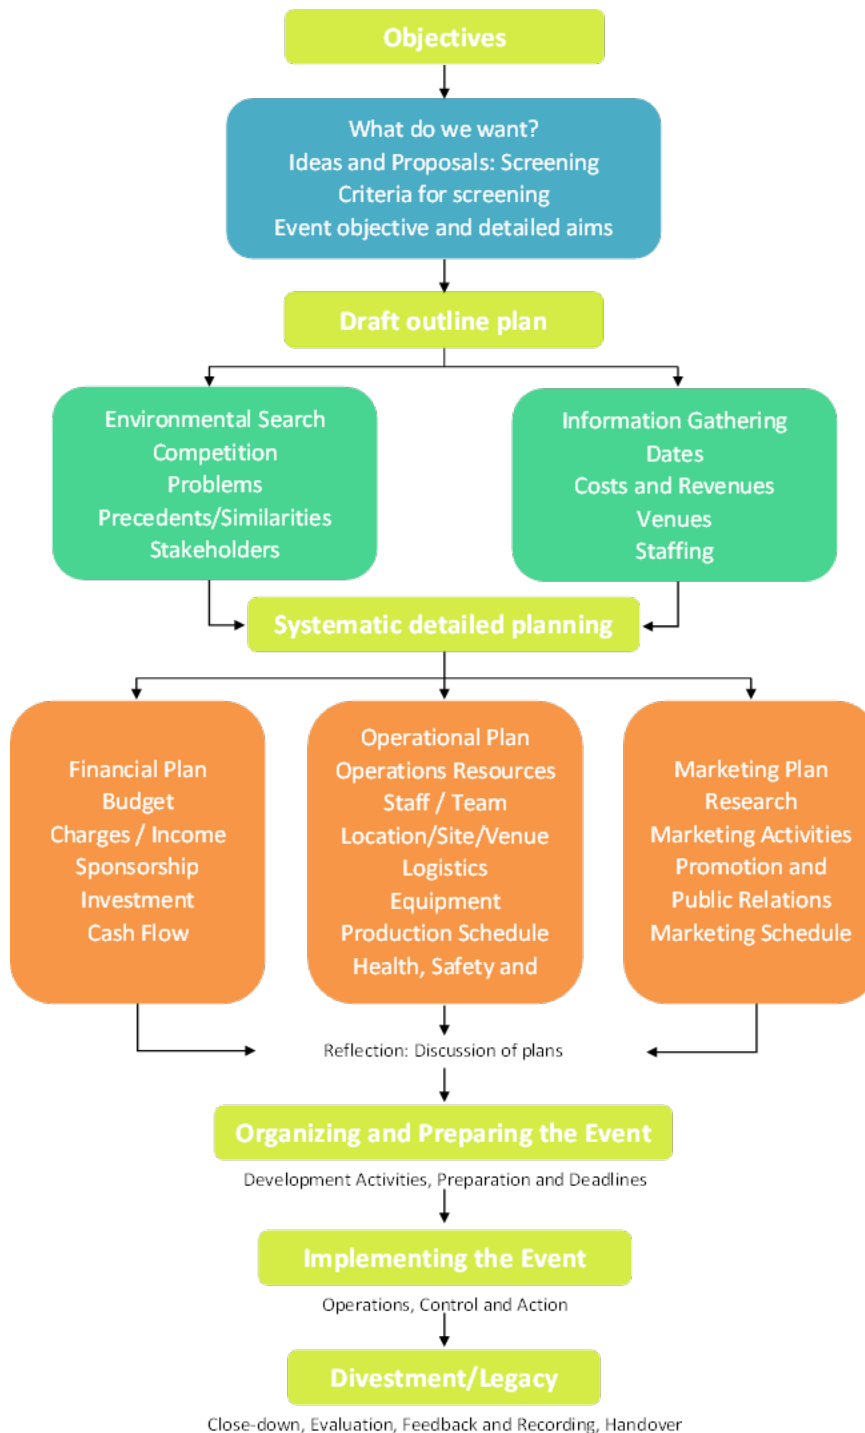 Objectives
What do we want?
Ideas and Proposals: Screening
Criteria for screening
Event objective and detailed aims
Draft outline plan
Environmental Search
Competition
Problems
Precedents/Similarities
Stakeholders
Information Gathering
Dates
Costs and Revenues
Venues
Staffing
Systematic detailed planning
Financial Plan
Budget
Charges / Income
Sponsorship
Investment
Cash Flow
Operational Plan
Operations Resources
Staff / Team
Location/Site/Venue
Logistics
Equipment
Production Schedule
Health, Safety and
Marketing Plan
Research
Marketing Activities
Promotion and
Public Relations
Marketing Schedule
Reflection: Discussion of plans
Organizing and Preparing the Event
Development Activities, Preparation and Deadlines
Implementing the Event
Operations, Control and Action
Divestment/Legacy
Close-down, Evaluation, Feedback and Recording, Handover